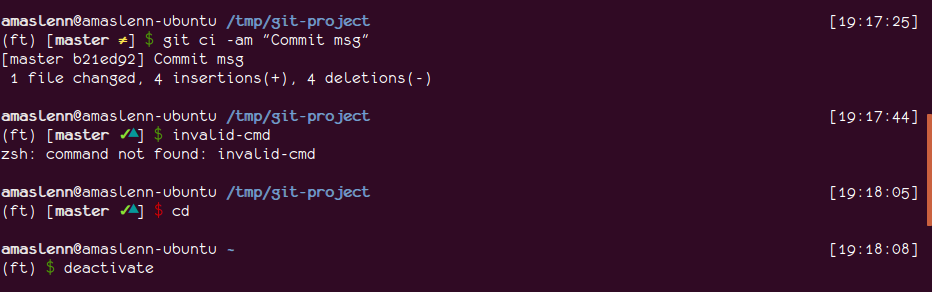 amaslenn@amaslenn-ubuntu /tmp/git-project [19:17:25]
(ft) [master ≠] $ git ci -am "Commit msg"
[master b21ed92] Commit msg
 1 file changed, 4 insertions(+), 4 deletions(-)
amaslenn@amaslenn-ubuntu /tmp/git-project [19:17:44]
(ft) [master ✓▲] $ invalid-cmd
zsh: command not found: invalid-cmd
amaslenn@amaslenn-ubuntu /tmp/git-project [19:18:05]
(ft) [master ✓▲] $ cd
amaslenn@amaslenn-ubuntu ~ [19:18:08]
(ft) $ deactivate